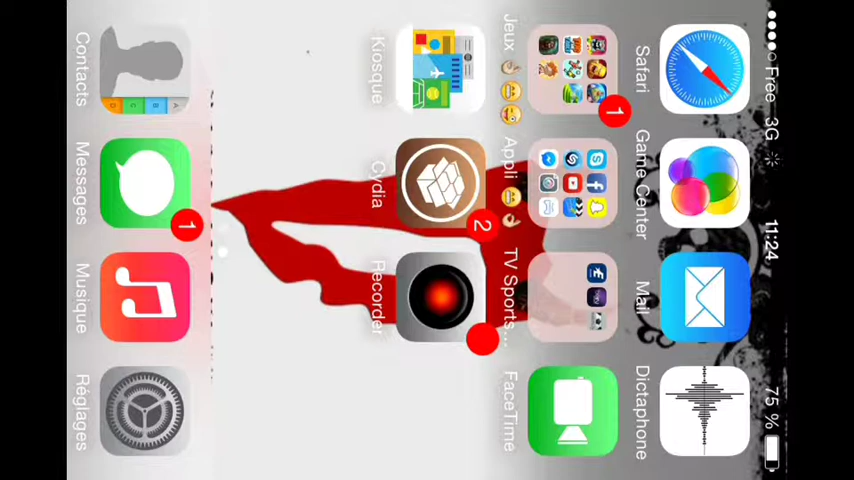 Free 3G 11:24 75 %
Safari Game Center Mail Dictaphone
1
Jeux 👌😄😜 Appli 😄👌 TV Sports... FaceTime
2
Kiosque Cydia Recorder
1
Contacts Messages Musique Réglages